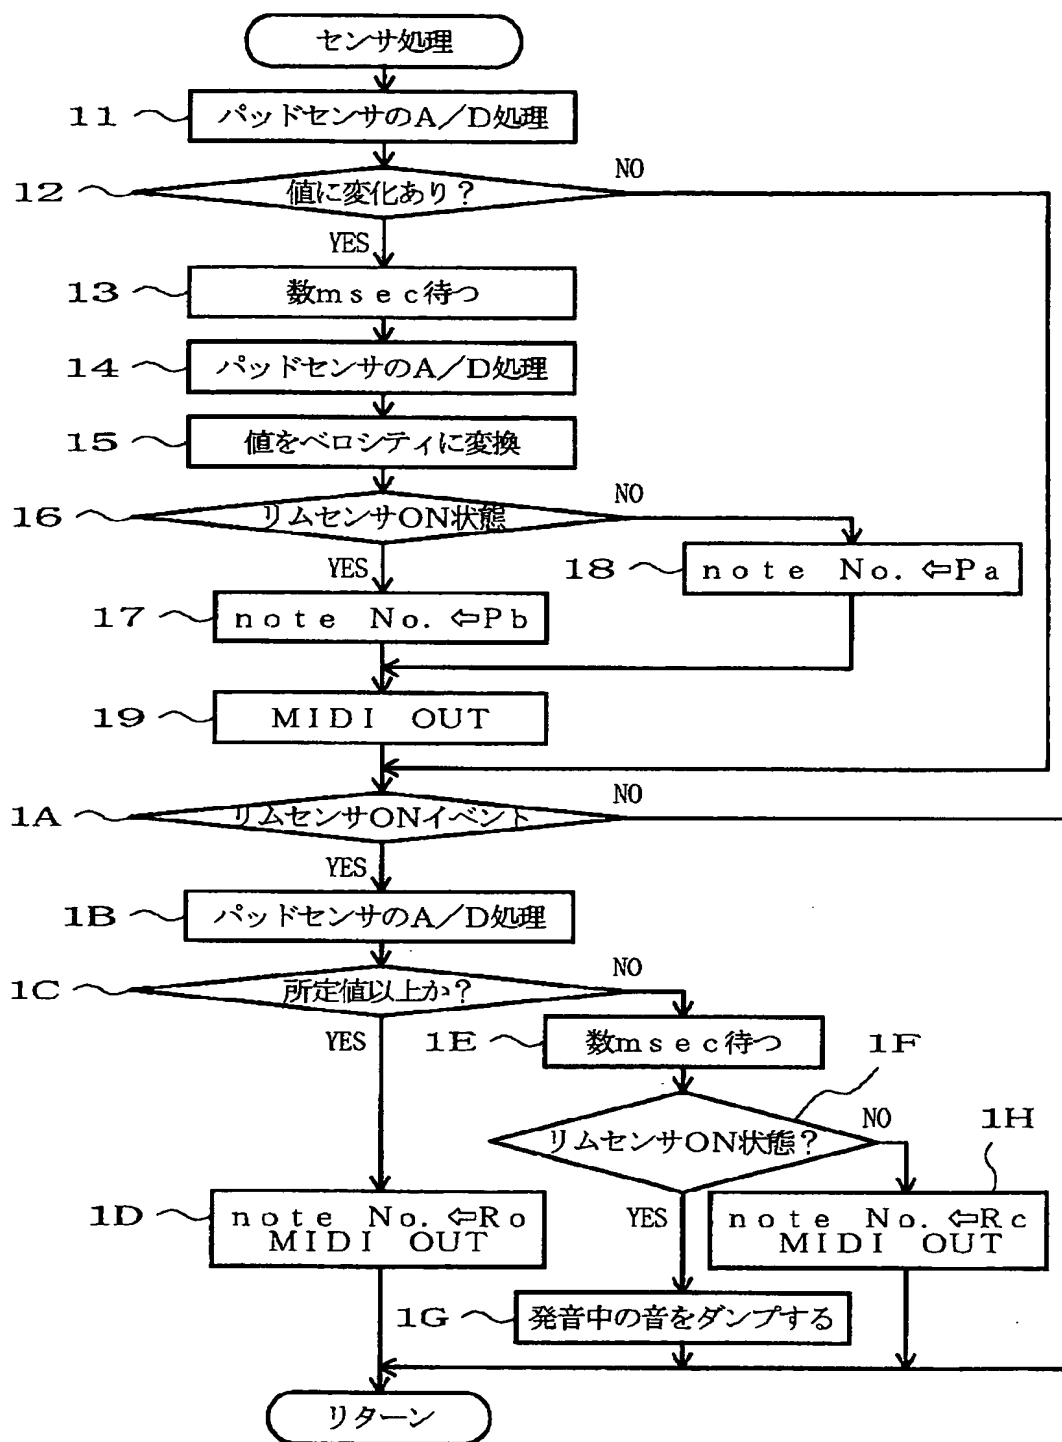 センサ処理
11
パッドセンサのA/D処理
12
値に変化あり?
NO
YES
13
数msec待つ
14
パッドセンサのA/D処理
15
値をベロシティに変換
16
リムセンサON状態
NO
YES
18
note No.⇦Pa
17
note No.⇦Pb
19
MIDI OUT
1A
リムセンサONイベント
NO
YES
1B
パッドセンサのA/D処理
1C
所定値以上か?
NO
YES
1E
数msec待つ
1F
リムセンサON状態?
NO
YES
1H
note No.⇦Rc
MIDI OUT
1D
note No.⇦Ro
MIDI OUT
1G
発音中の音をダンプする
リターン